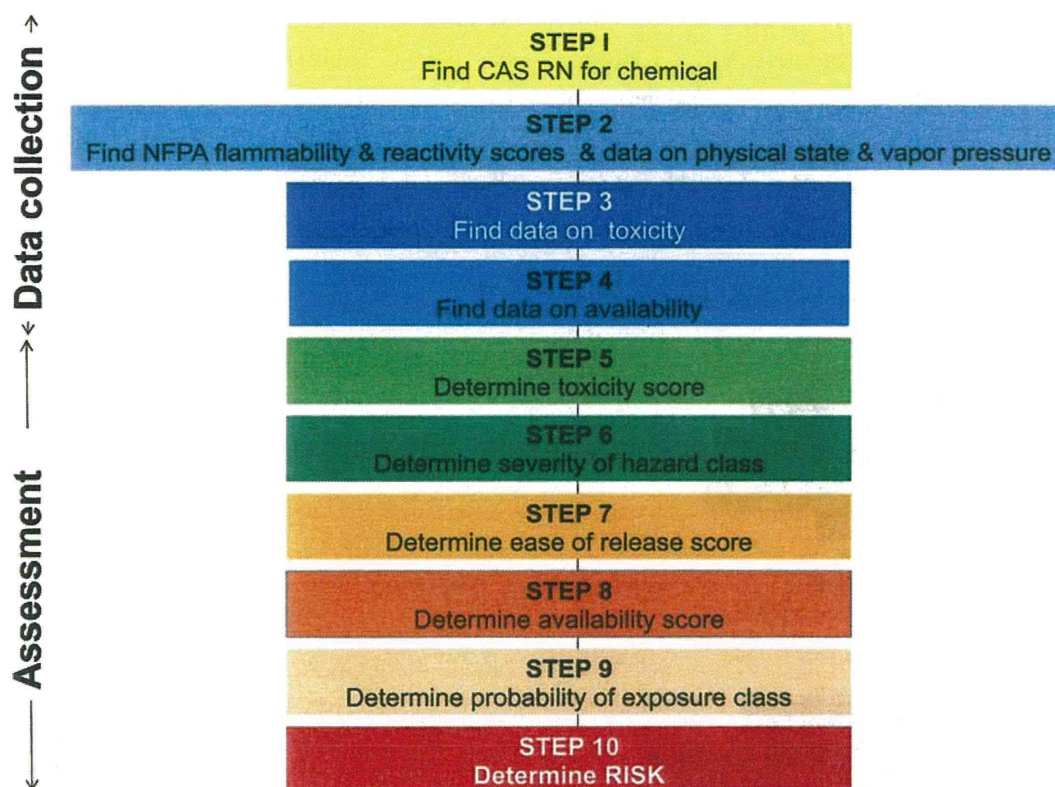 Data collection
Assessment
STEP I
Find CAS RN for chemical
STEP 2
Find NFPA flammability & reactivity scores & data on physical state & vapor pressure
STEP 3
Find data on toxicity
STEP 4
Find data on availability
STEP 5
Determine toxicity score
STEP 6
Determine severity of hazard class
STEP 7
Determine ease of release score
STEP 8
Determine availability score
STEP 9
Determine probability of exposure class
STEP 10
Determine RISK